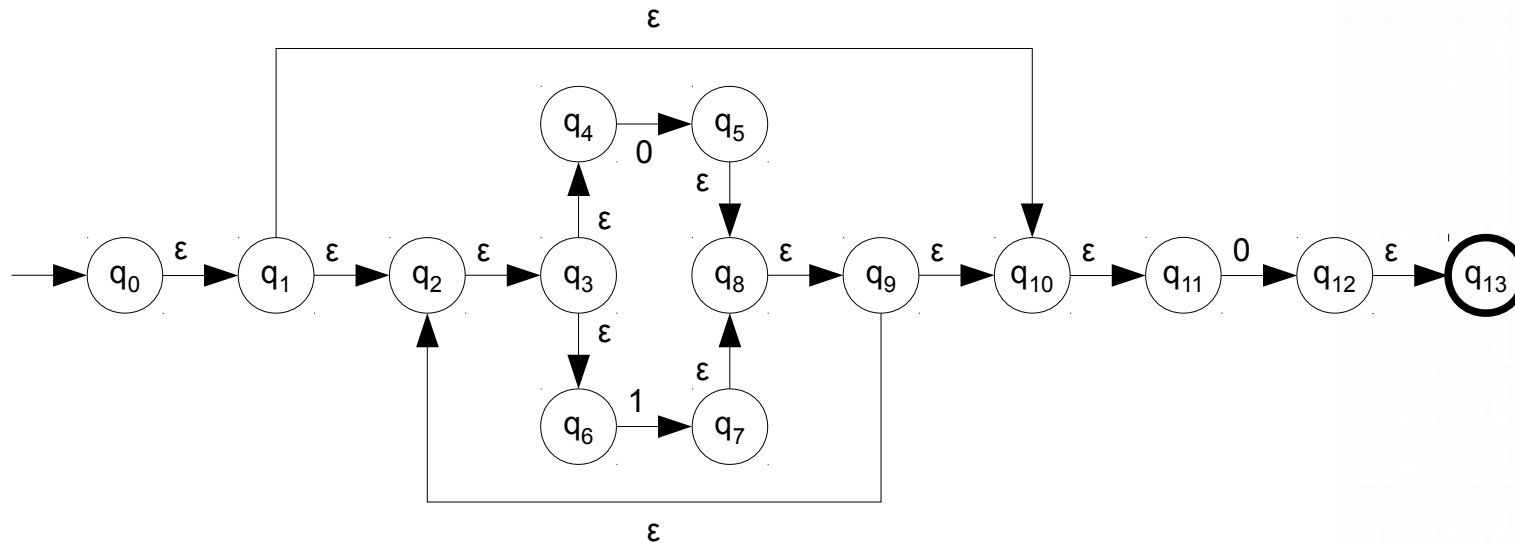 ε
q4 0 q5
ε ε
q0 ε q1 ε q2 ε q3 q8 ε q9 ε q10 ε q11 0 q12 ε q13
ε ε
q6 1 q7
ε